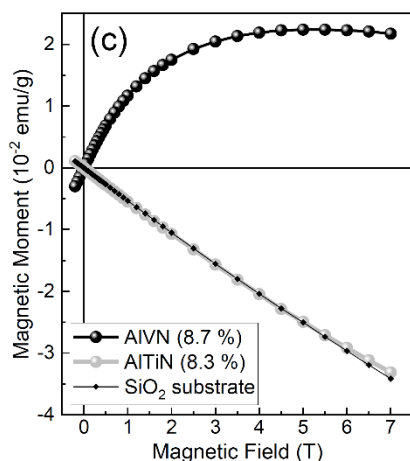 (c)
2
1
0
-1
-2
-3
-4
Magnetic Moment (10⁻² emu/g)
AlVN (8.7 %)
AlTiN (8.3 %)
SiO₂ substrate
0 1 2 3 4 5 6 7
Magnetic Field (T)